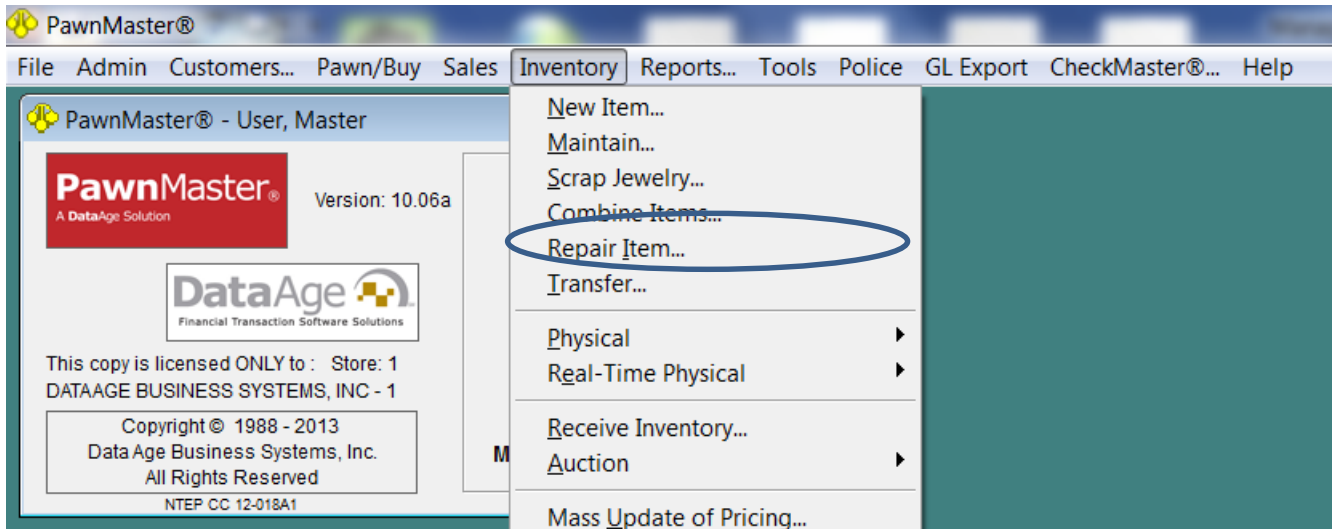 PawnMaster®
File Admin Customers... Pawn/Buy Sales Inventory Reports... Tools Police GL Export CheckMaster®... Help
PawnMaster® - User, Master
PawnMaster®
A DataAge Solution
Version: 10.06a
DataAge
Financial Transaction Software Solutions
This copy is licensed ONLY to : Store: 1
DATAAGE BUSINESS SYSTEMS, INC - 1
Copyright © 1988 - 2013
Data Age Business Systems, Inc.
All Rights Reserved
NTEP CC 12-018A1
M
New Item...
Maintain...
Scrap Jewelry...
Combine Items...
Repair Item...
Transfer...
Physical
Real-Time Physical
Receive Inventory...
Auction
Mass Update of Pricing...